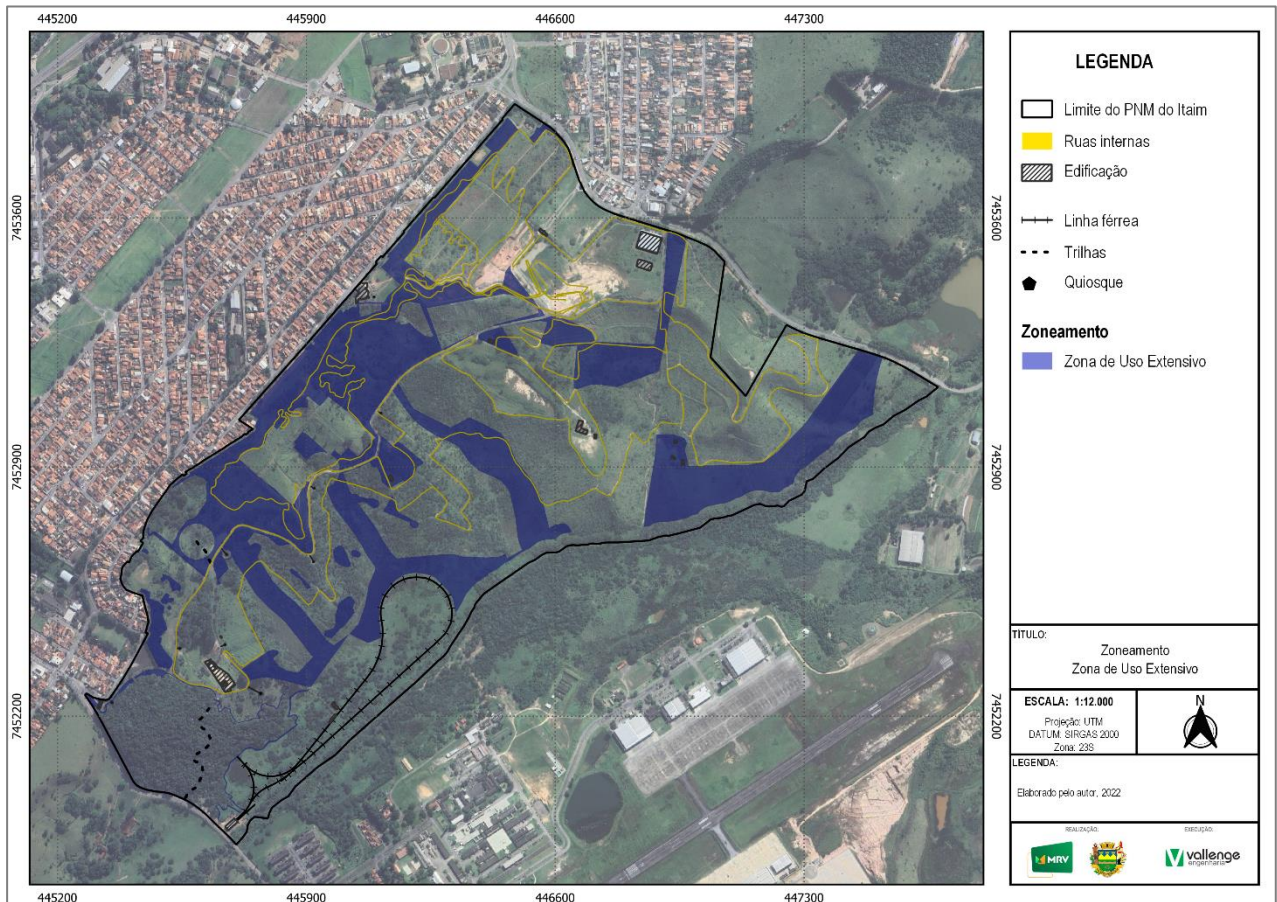 445200 445900 446600 447300
7453600 7453600
7452900 7452900
7452200 7452200
445200 445900 446600 447300
LEGENDA
Limite do PNM do Itaim
Ruas internas
Edificação
Linha férrea
Trilhas
Quiosque
Zoneamento
Zona de Uso Extensivo
TÍTULO:
Zoneamento
Zona de Uso Extensivo
ESCALA: 1:12.000
Projeção: UTM
DATUM: SIRGAS 2000
Zona: 23S
N
LEGENDA:
Elaborado pelo autor, 2022
REALIZAÇÃO: EXECUÇÃO:
MRV vallenge
engenharia